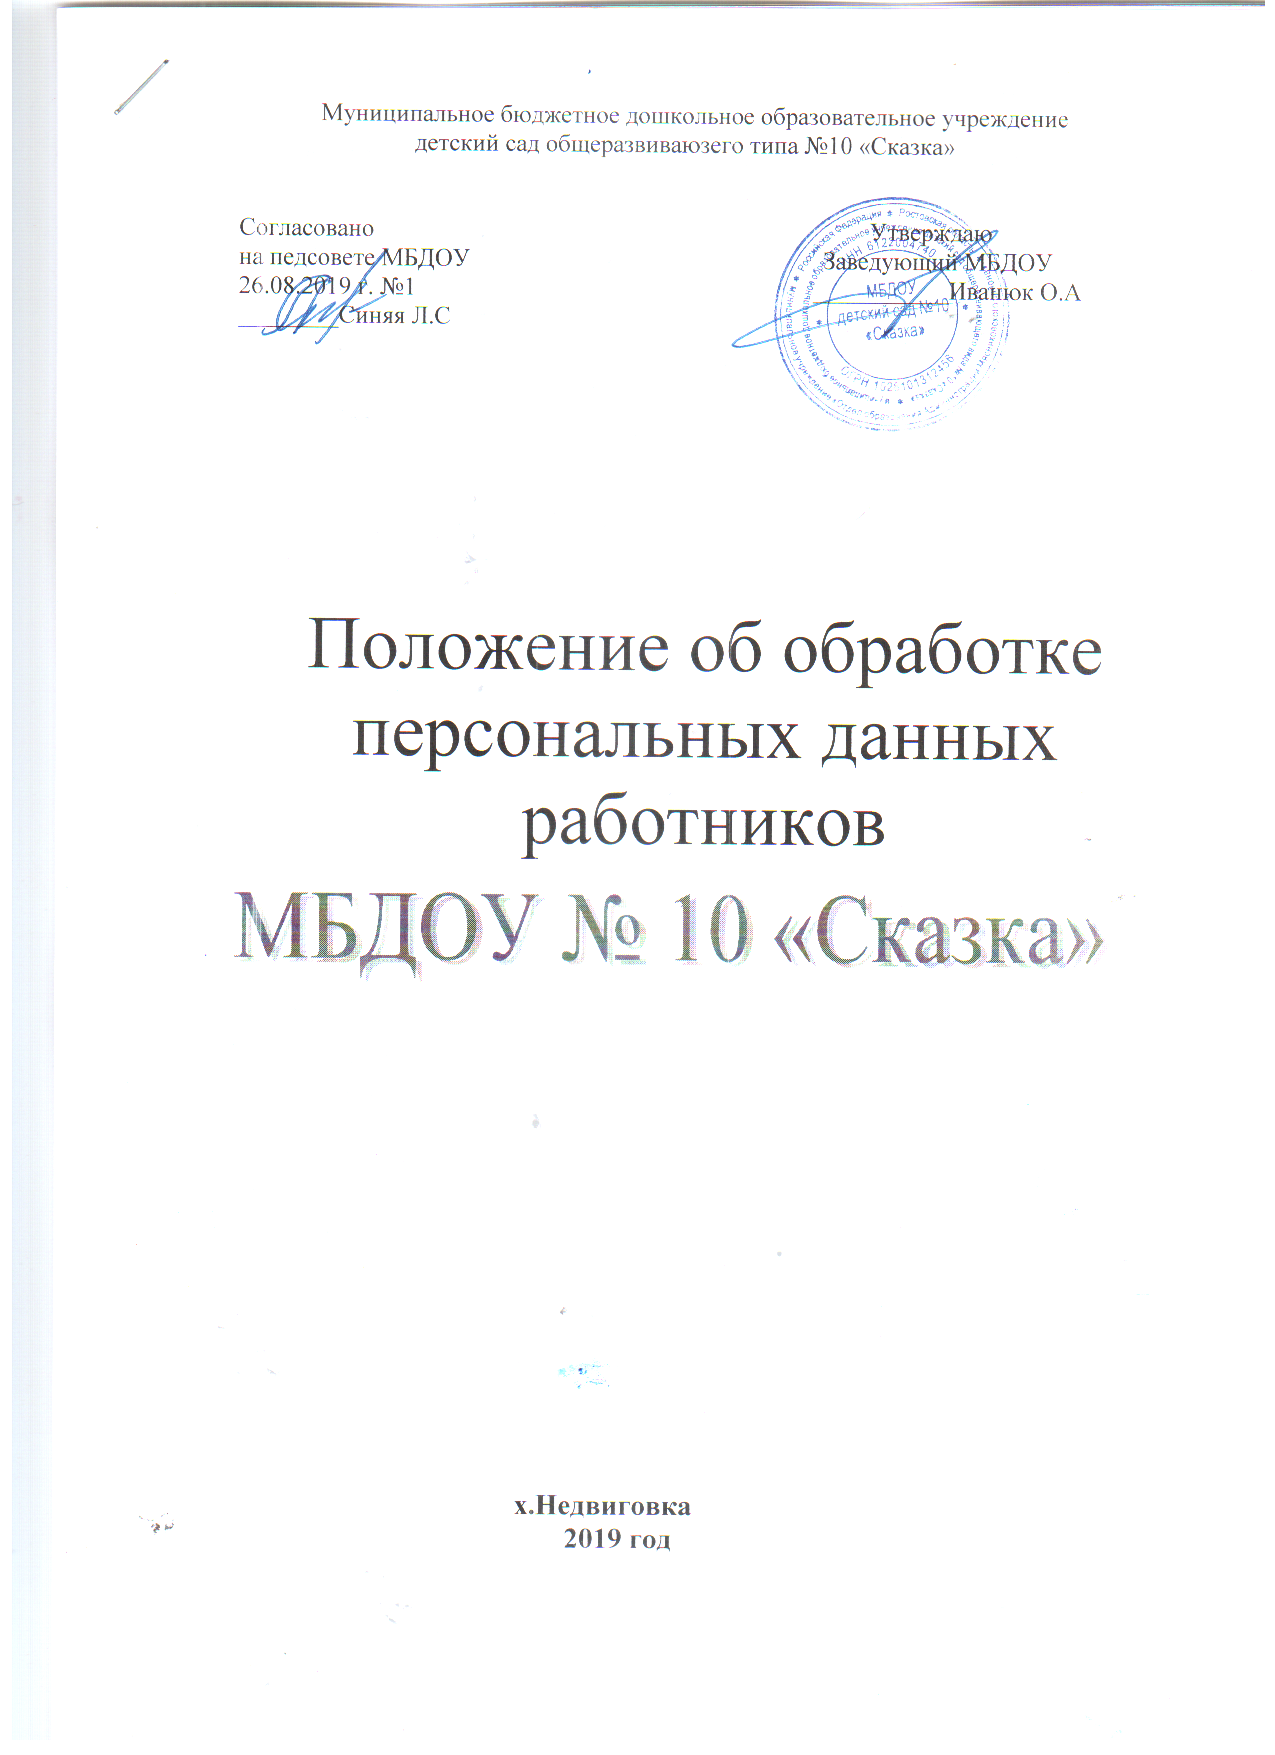 Муниципальное бюджетное дошкольное образовательное учреждение
детский сад общеразвиваюзего типа №10 «Сказка»
Согласовано
на педсовете МБДОУ
26.08.2019 г. №1
________Синяя Л.С
Утверждаю
Заведующий МБДОУ
__________Иванюк О.А
МБДОУ
детский сад №10
«Сказка»
Положение об обработке
персональных данных
работников
МБДОУ № 10 «Сказка»
х.Недвиговка
2019 год